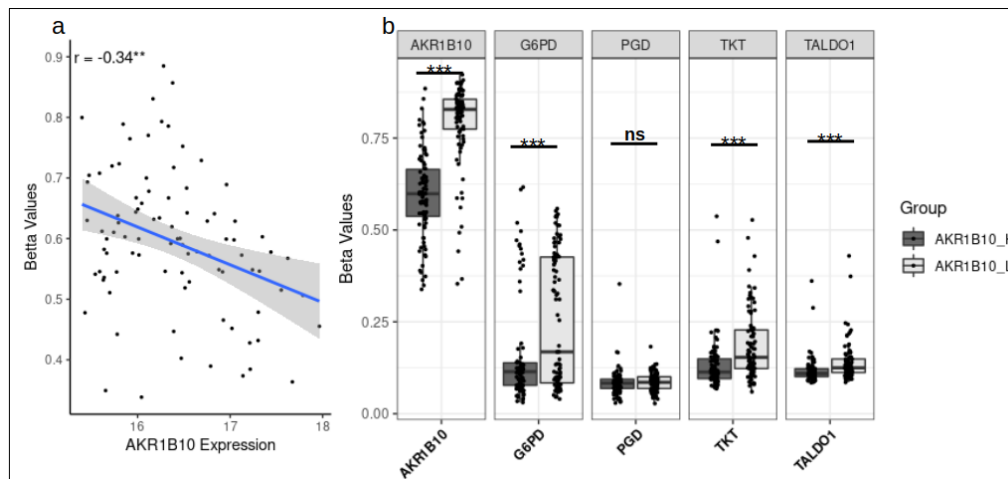 a
r = -0.34**
0.9
0.8
0.7
0.6
0.5
0.4
Betta Values
16
17
18
AKR1B10 Expression
b
AKR1B10
G6PD
PGD
TKT
TALDO1
***
***
ns
***
***
0.75
0.50
0.25
0.00
Beta Values
AKR1B10
G6PD
PGD
TKT
TALDO1
Group
AKR1B10_
AKR1B10_L